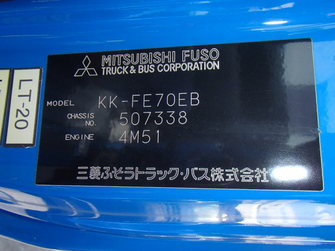 MITSUBISHI FUSO
TRUCK & BUS CORPORATION
MODEL KK-FE70EB
CHASSIS NO. 507338
ENGINE 4M51
三菱ふそうトラック・バス株式会社
LT-20